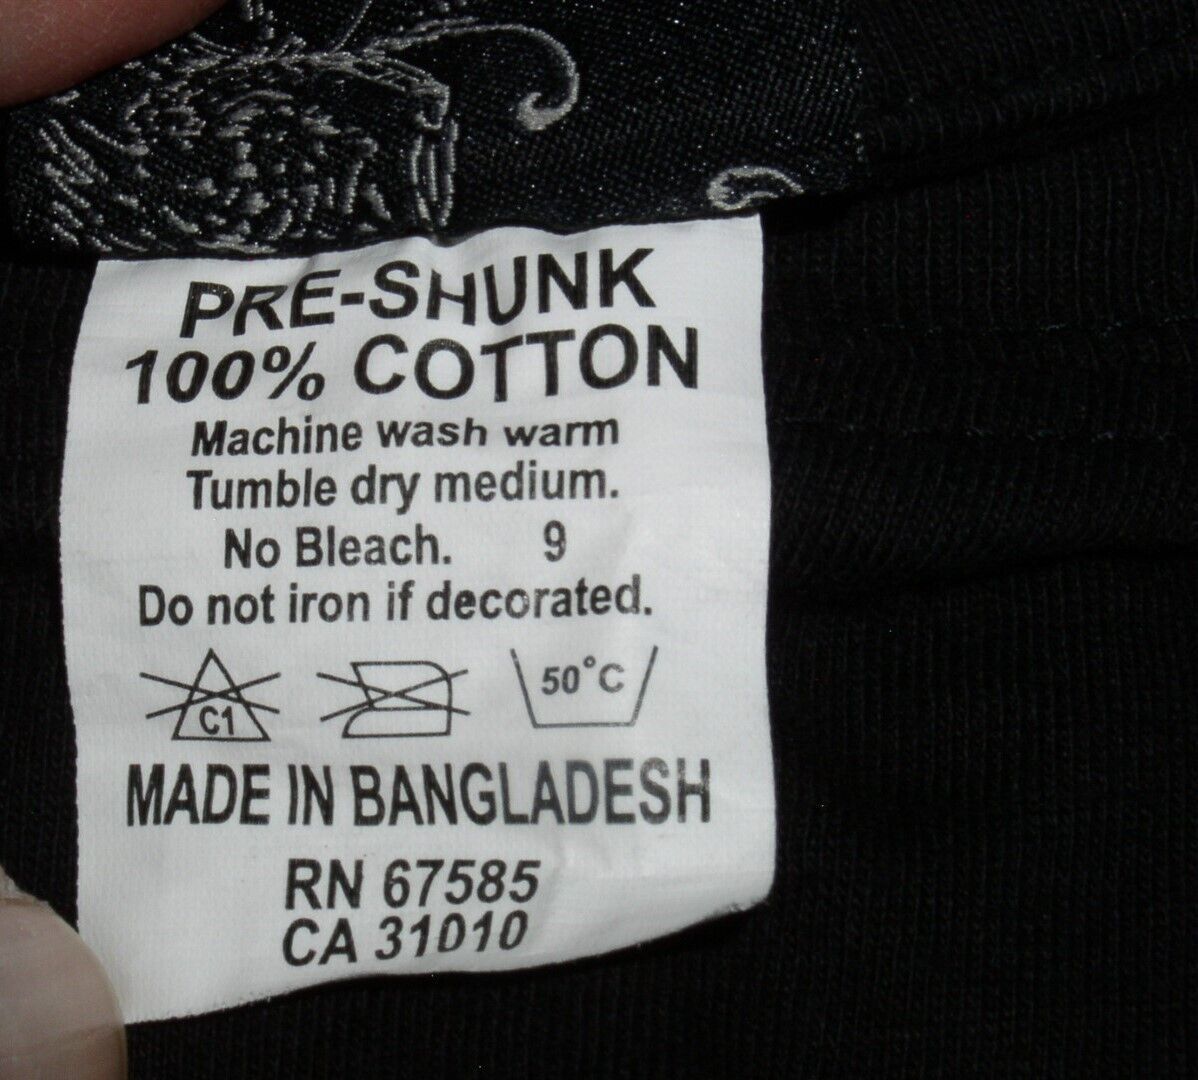 PRE-SHUNK
100% COTTON
Machine wash warm
Tumble dry medium.
No Bleach. 9
Do not iron if decorated.
C1 50°C
MADE IN BANGLADESH
RN 67585
CA 31010